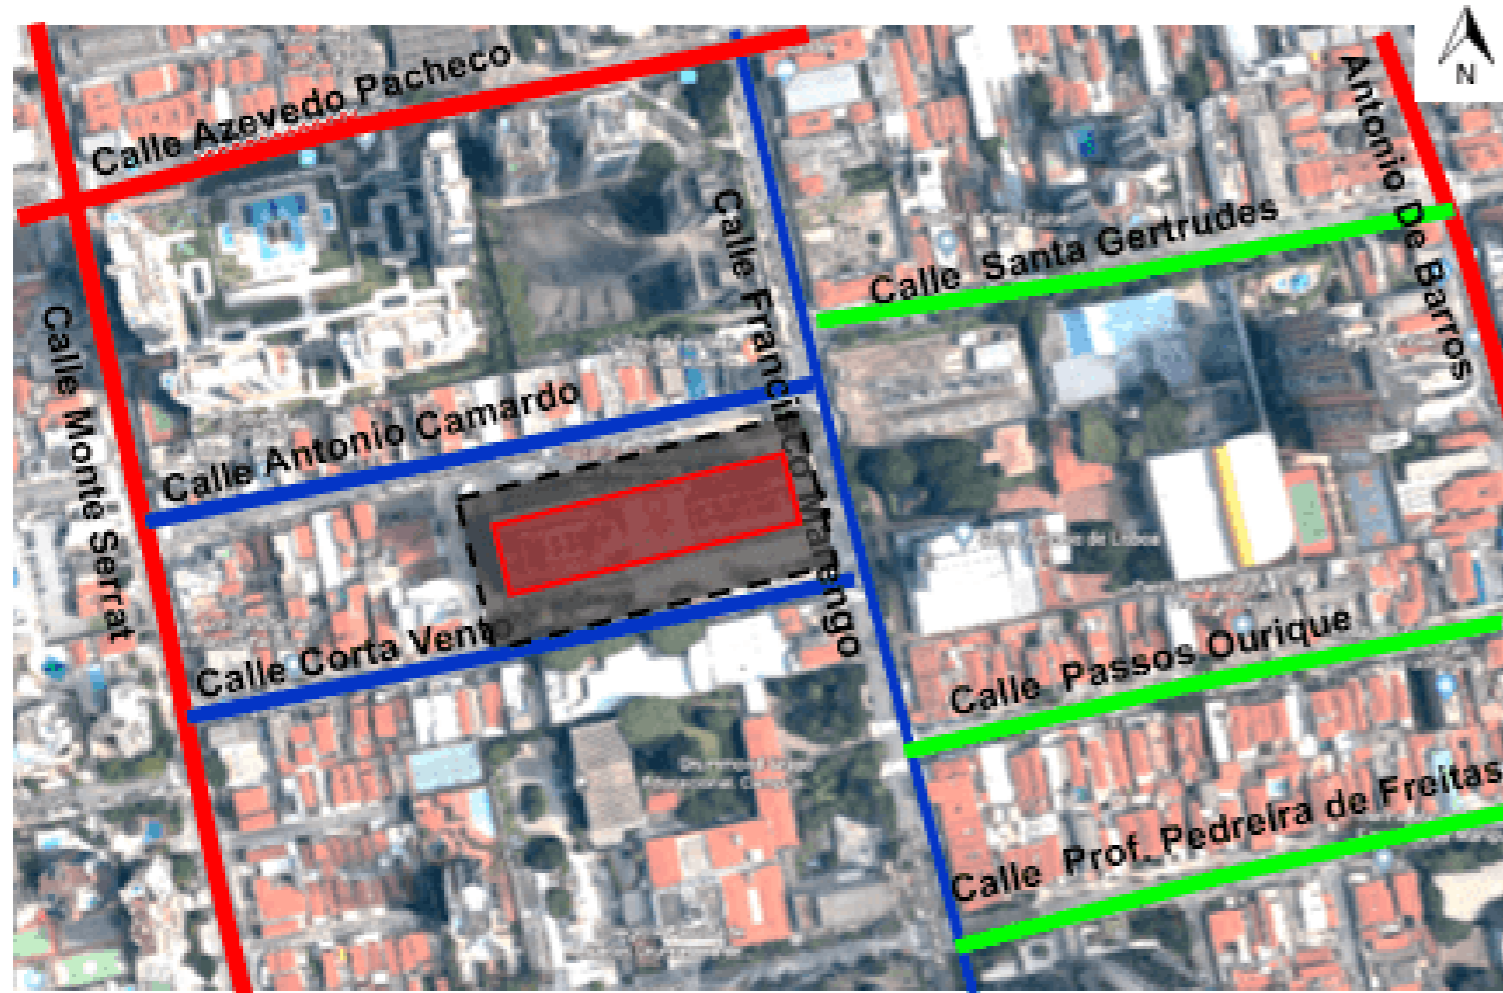 N
Calle Azevedo Pacheco
Antonio De Barros
Calle Francisco Marengo
Calle Santa Gertrudes
Calle Monte Serrat
Calle Antonio Camardo
Calle Corta Vento
Calle Passos Ourique
Calle Prof. Pedreira de Freitas